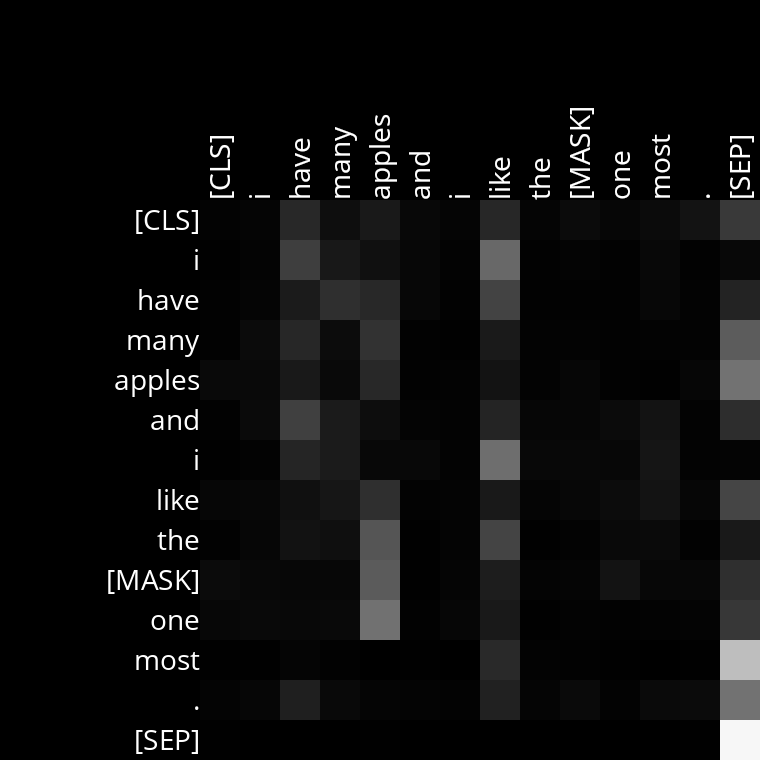 [CLS] i have many apples and i like the [MASK] one most . [SEP]
[CLS]
i
have
many
apples
and
i
like
the
[MASK]
one
most
.
[SEP]